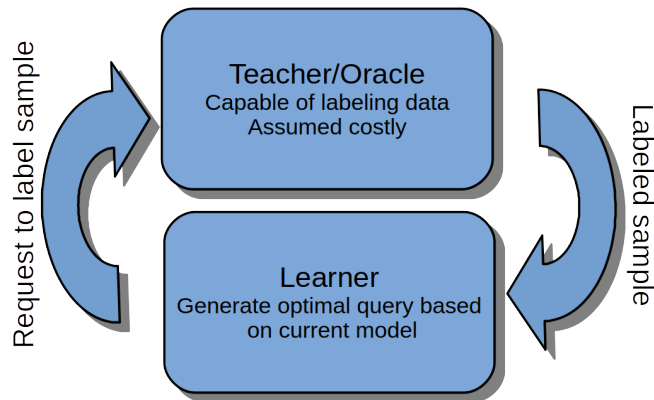 Request to label sample
Teacher/Oracle
Capable of labeling data
Assumed costly
Labeled sample
Learner
Generate optimal query based
on current model